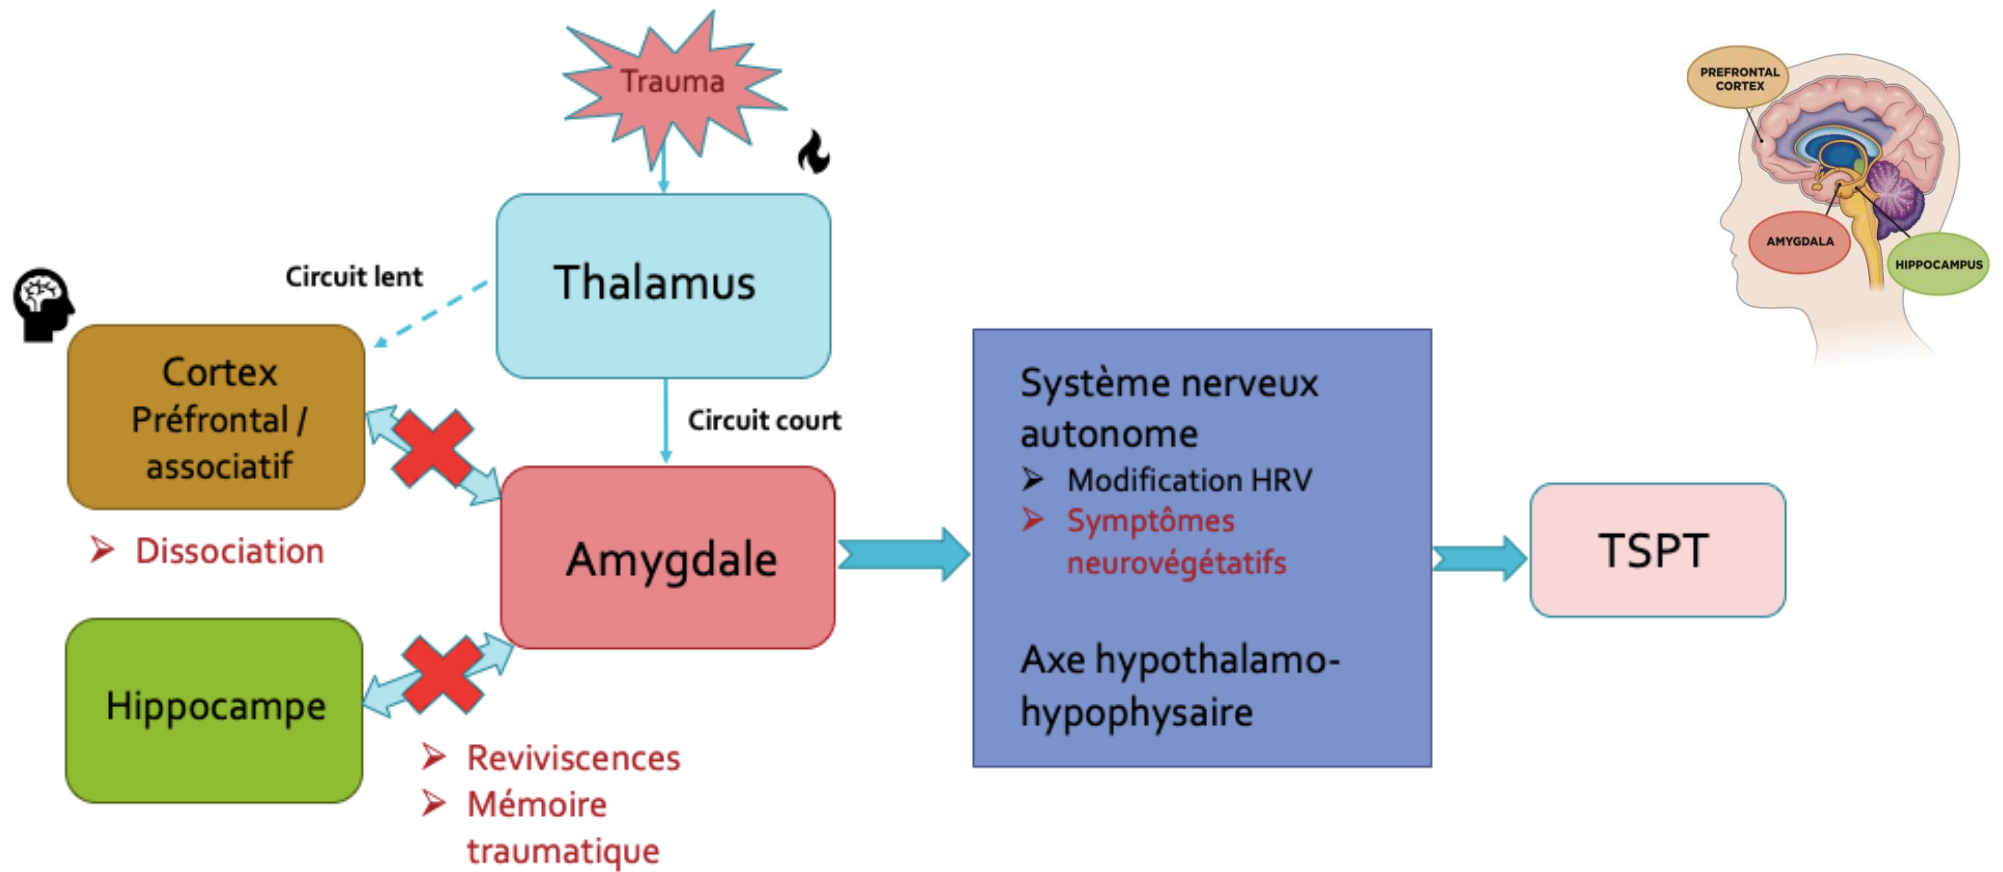 Trauma
Thalamus
Circuit lent
Circuit court
Cortex
Préfrontal /
associatif
➢ Dissociation
Amygdale
Hippocampe
➢ Reviviscences
➢ Mémoire
traumatique
Système nerveux
autonome
➢ Modification HRV
➢ Symptômes
neurovégétatifs
Axe hypothalamo-
hypophysaire
TSPT
PREFRONTAL
CORTEX
AMYGDALA
HIPPOCAMPUS